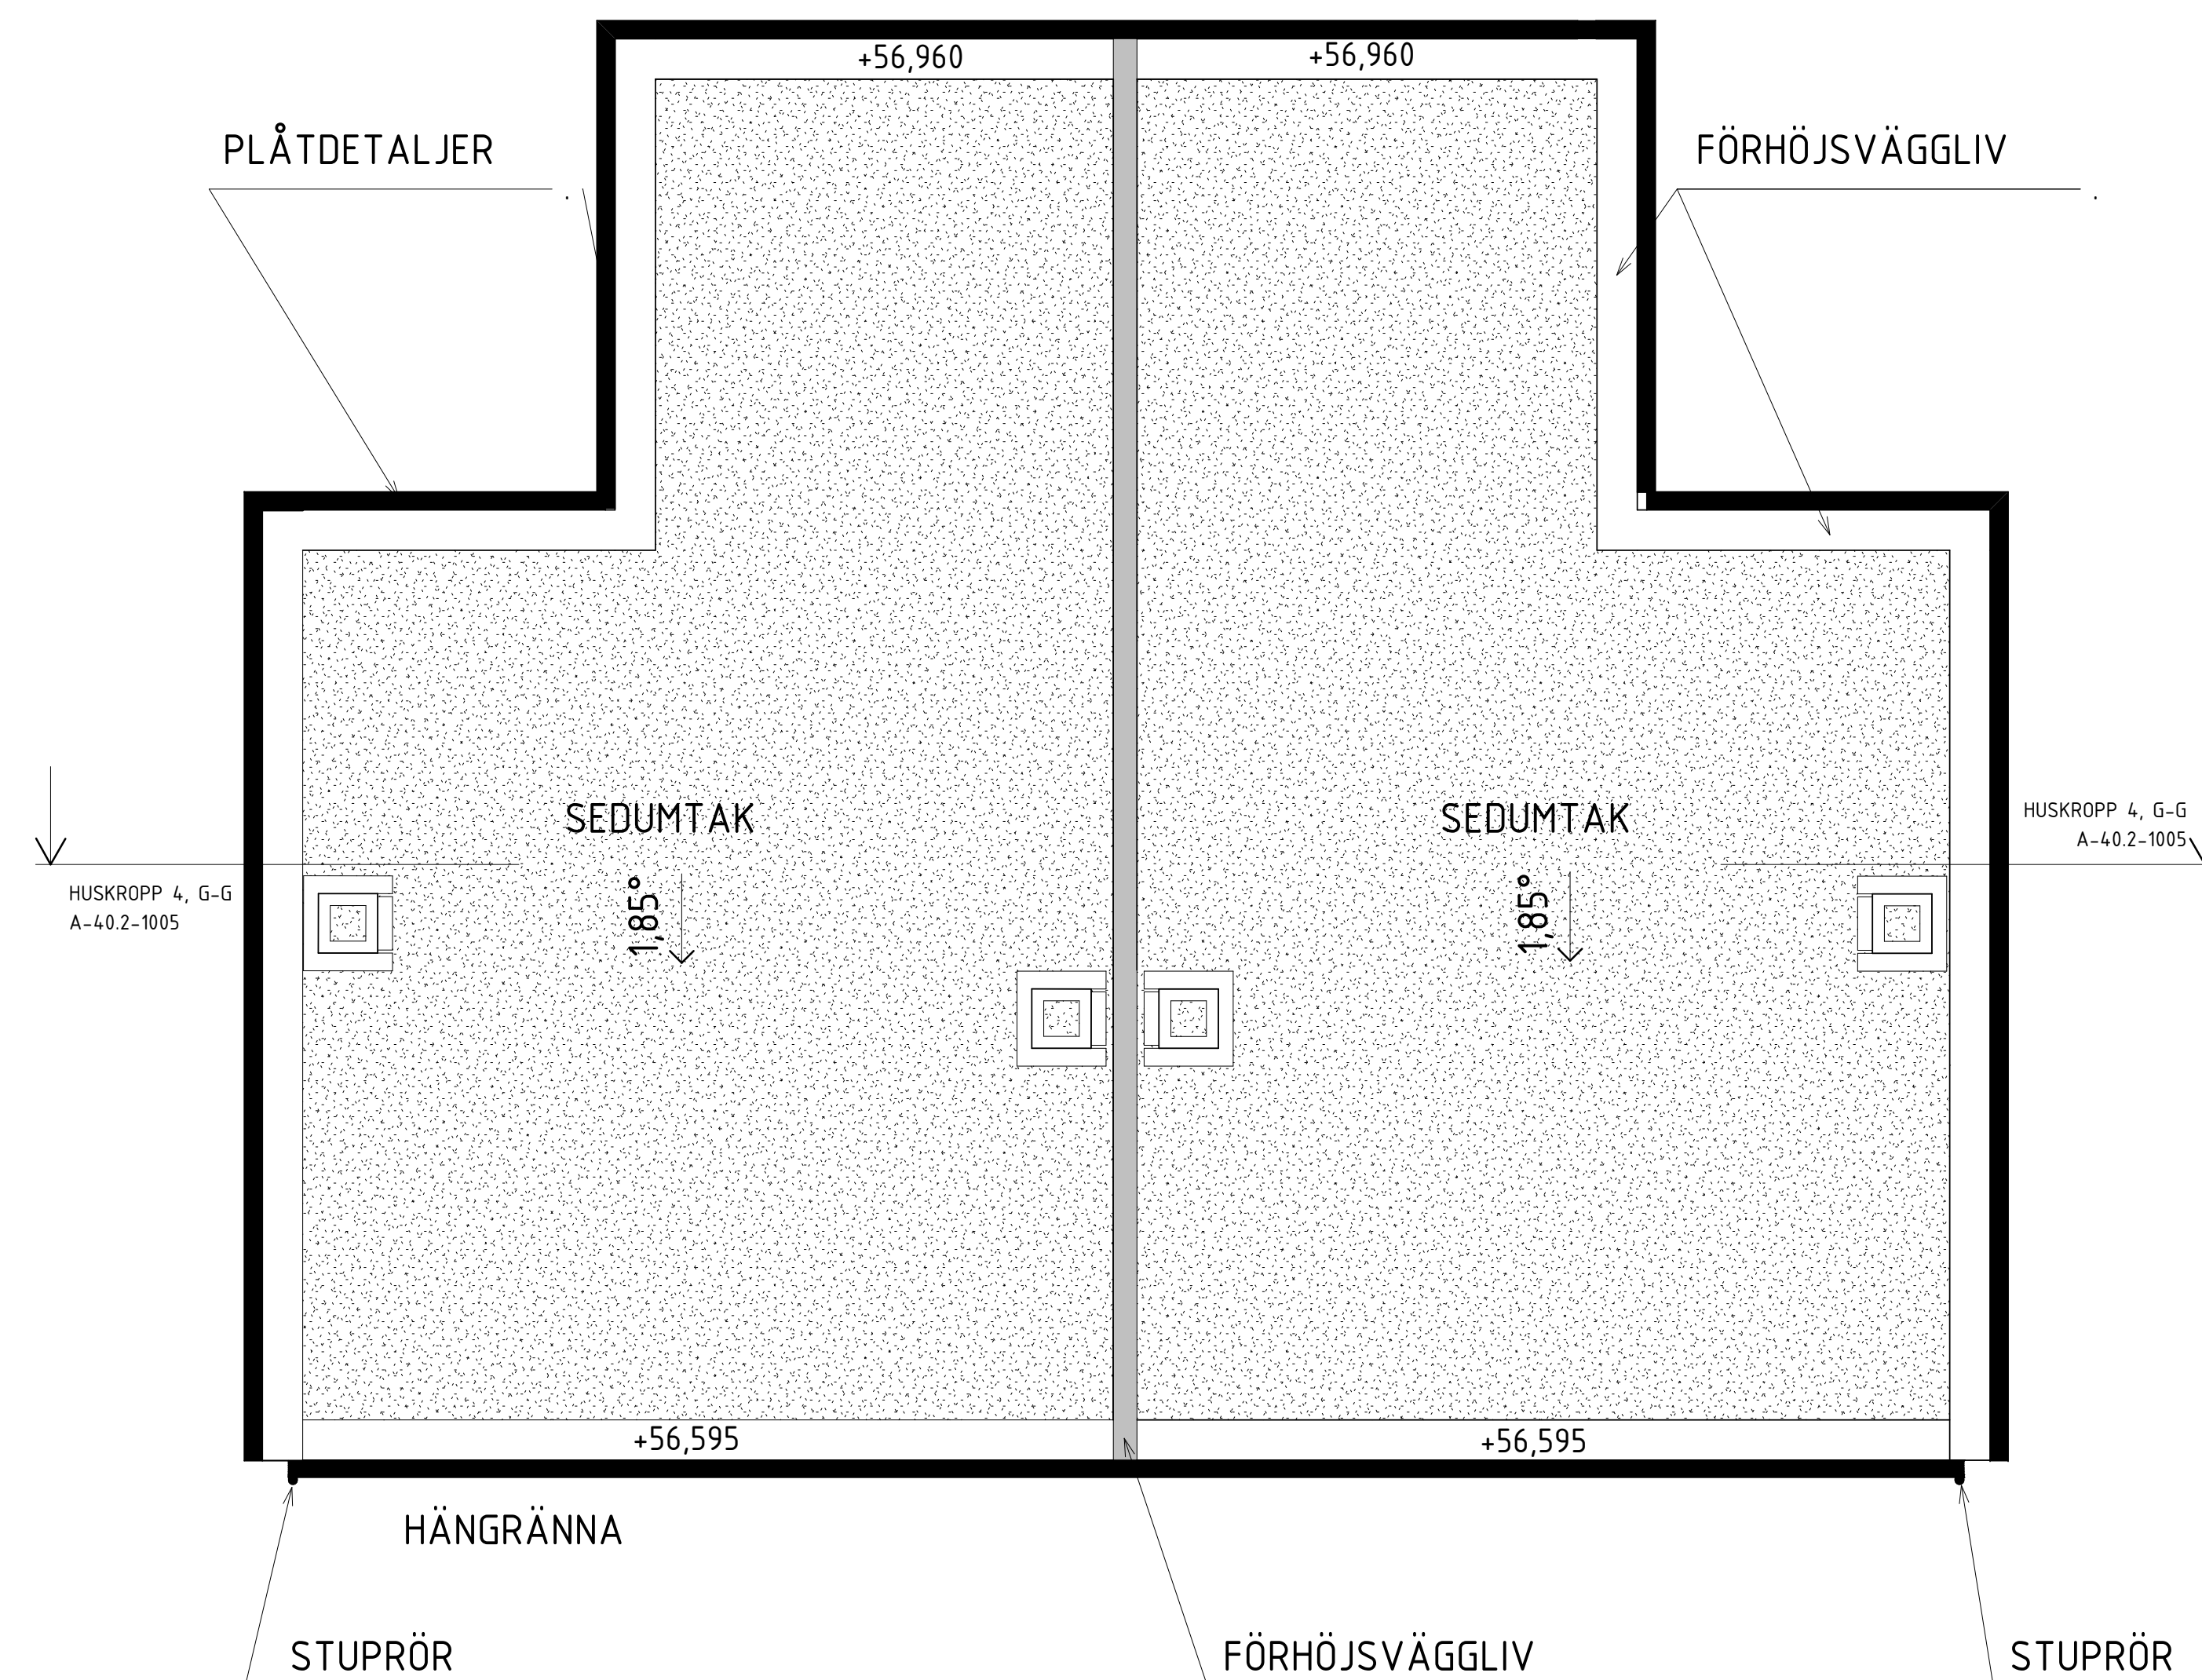 +56,960
+56,960
PLÅTDETALJER
FÖRHÖJSVÄGGLIV
SEDUMTAK
SEDUMTAK
HUSKROPP 4, G-G
A-40.2-1005
HUSKROPP 4, G-G
A-40.2-1005
1,85°
1,85°
+56,595
+56,595
HÄNGRÄNNA
STUPRÖR
FÖRHÖJSVÄGGLIV
STUPRÖR